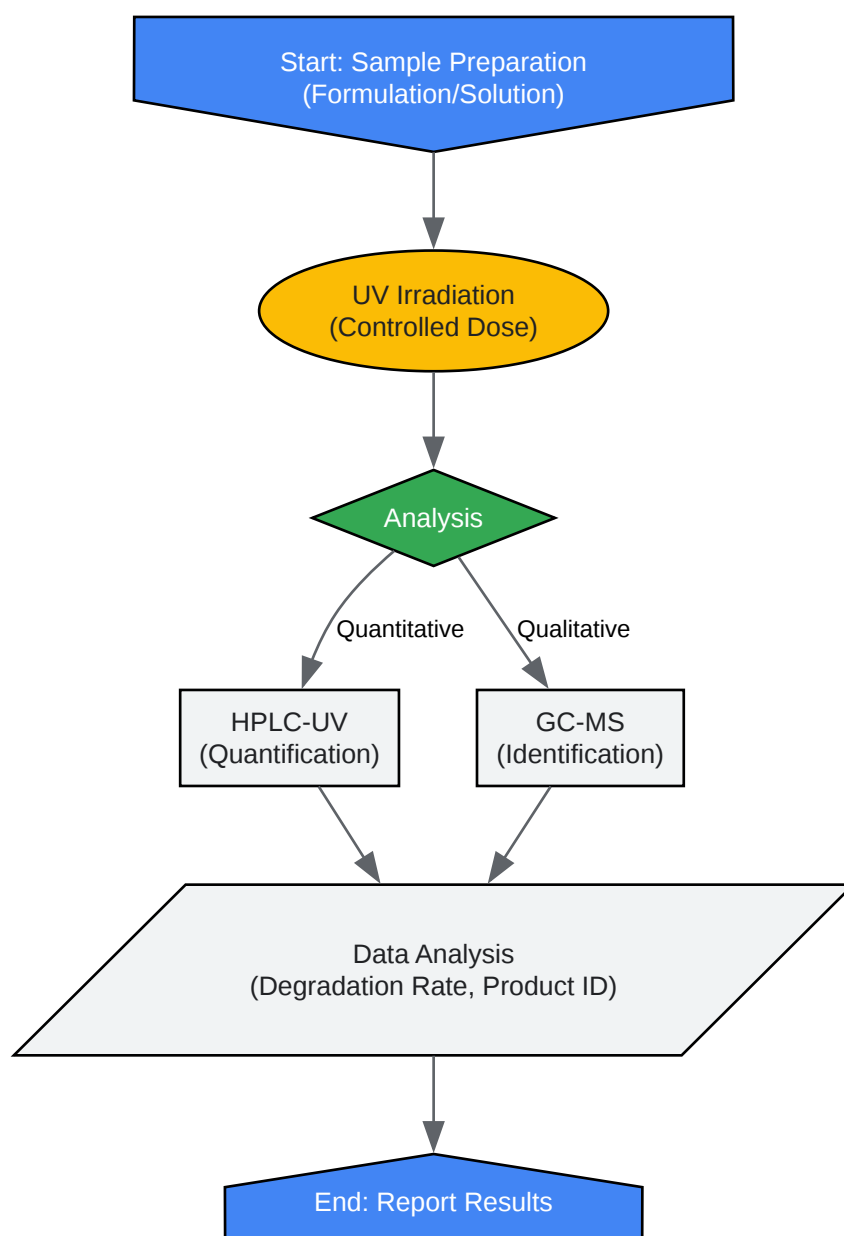 Start: Sample Preparation
(Formulation/Solution)
UV Irradiation
(Controlled Dose)
Analysis
Quantitative
Qualitative
HPLC-UV
(Quantification)
GC-MS
(Identification)
Data Analysis
(Degradation Rate, Product ID)
End: Report Results